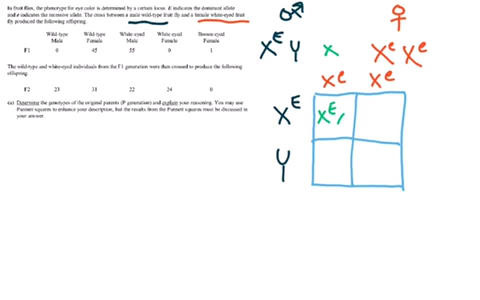 In fruit flies, the phenotype for eye color is determined by a certain locus. E indicates the dominant allele
and e indicates the recessive allele. The cross between a male wild-type fruit fly and a female white-eyed fruit
fly produced the following offspring.
Wild-type Male Wild-type Female White-eyed Male White-eyed Female Brown-eyed Female
F1 0 45 55 0 1
The wild-type and white-eyed individuals from the F1 generation were then crossed to produce the following
offspring.
F2 23 31 22 24 0
(a) Determine the genotypes of the original parents (P generation) and explain your reasoning. You may use
Punnett squares to enhance your description, but the results from the Punnett squares must be discussed in
your answer.
♂ ♀
X^E Y x X^e X^e
X^e X^e
X^E X^E
Y